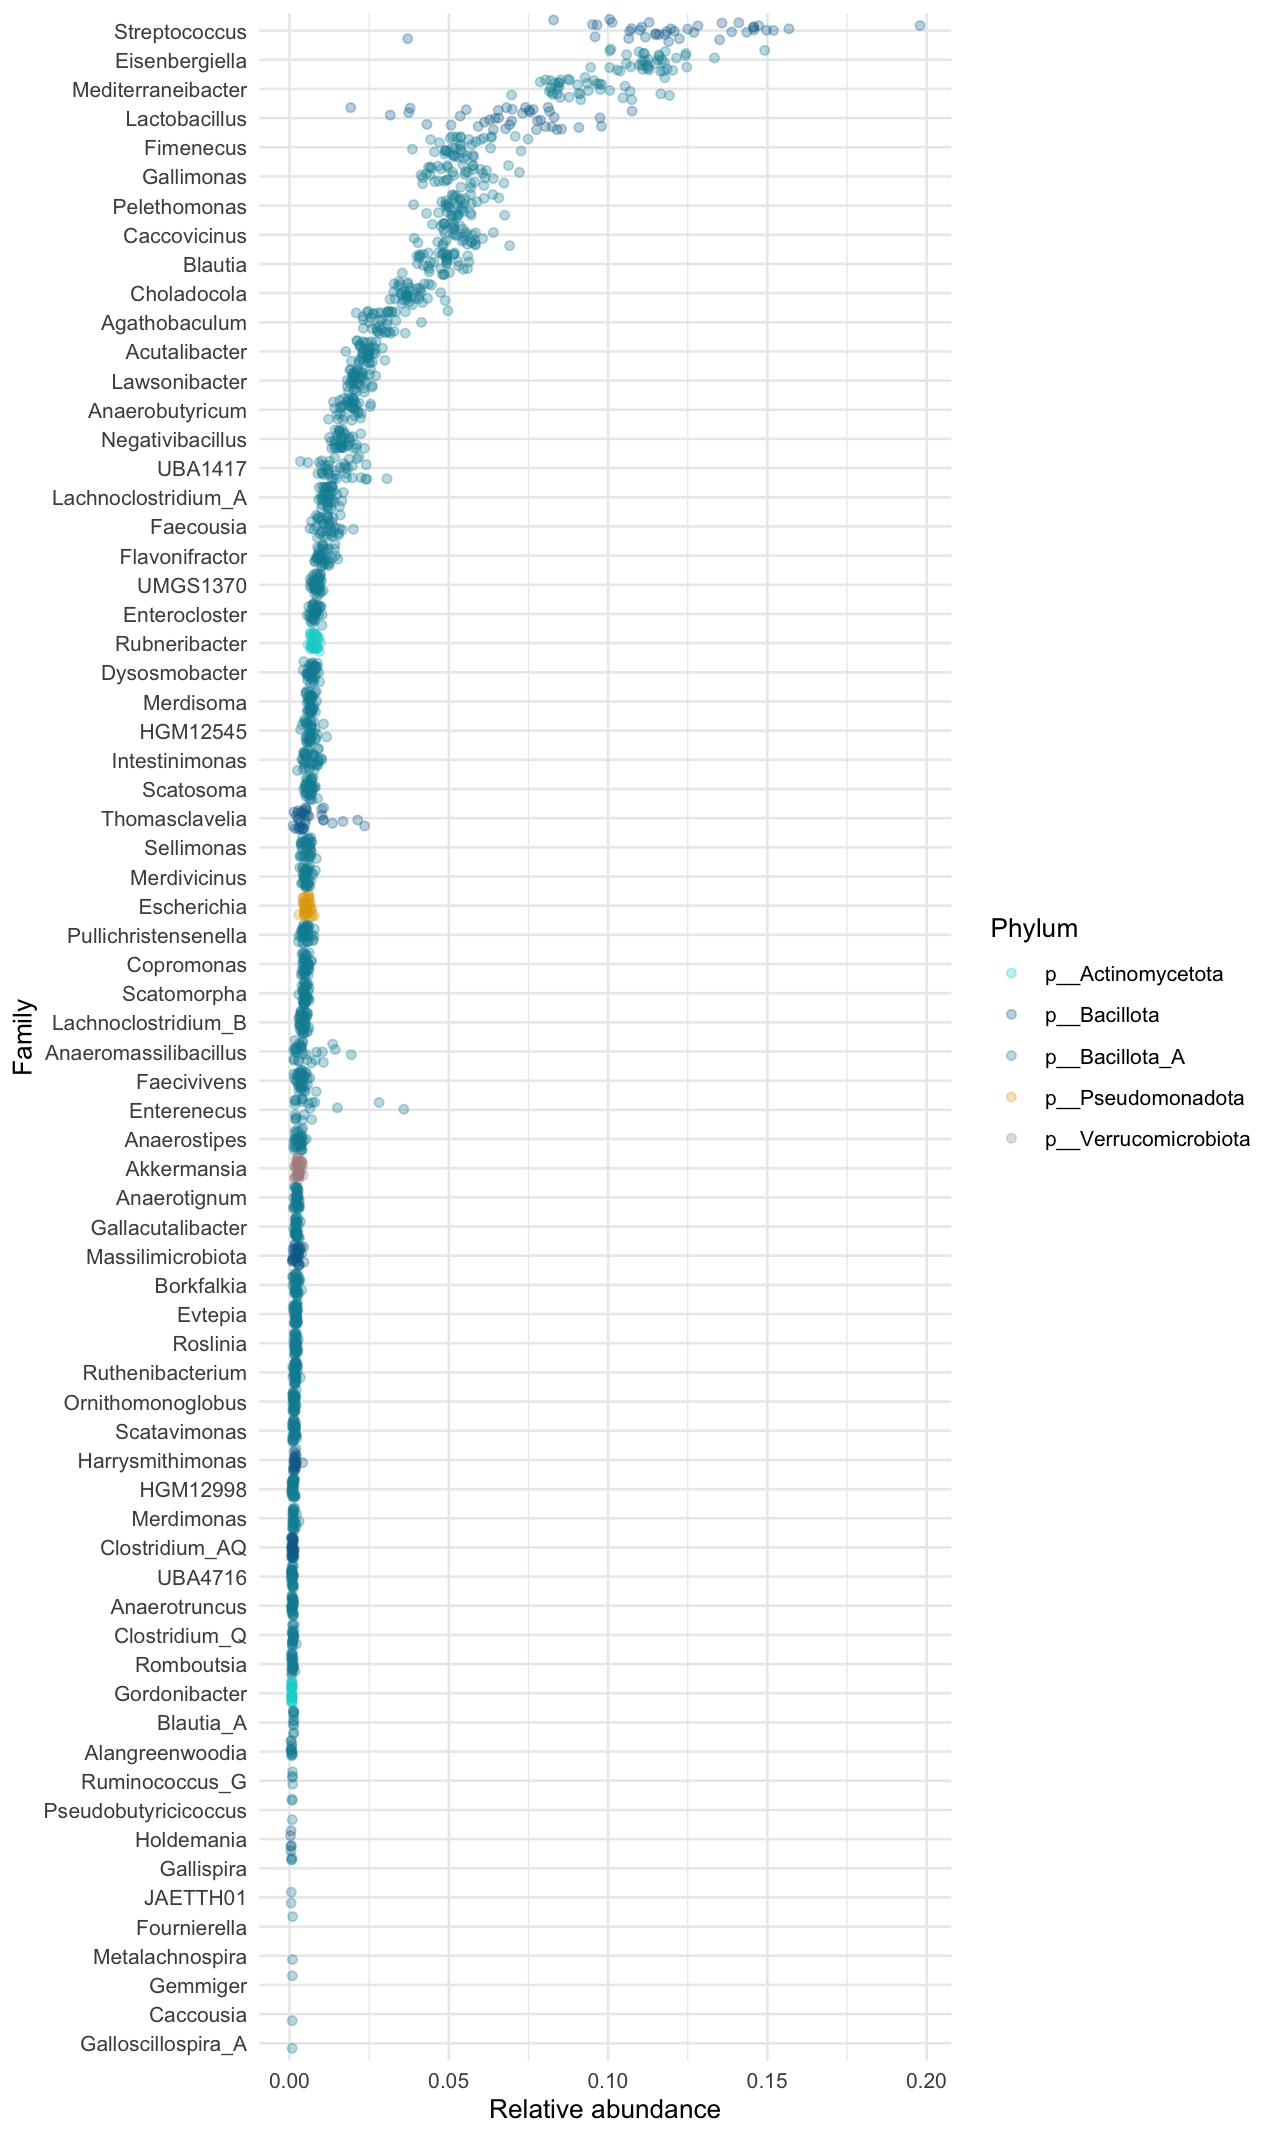 Streptococcus
Eisenbergiella
Mediterraneibacter
Lactobacillus
Fimenecus
Gallimonas
Pelethomonas
Caccovicinus
Blautia
Choladocola
Agathobaculum
Acutalibacter
Lawsonibacter
Anaerobutyricum
Negativibacillus
UBA1417
Lachnoclostridium_A
Faecousia
Flavonifractor
UMGS1370
Enterocloster
Rubneribacter
Dysosmobacter
Merdisoma
HGM12545
Intestinimonas
Scatosoma
Thomasclavelia
Sellimonas
Merdivicinus
Escherichia
Pullichristensenella
Copromonas
Scatomorpha
Lachnoclostridium_B
Anaeromassilibacillus
Faecivivens
Enterenecus
Anaerostipes
Akkermansia
Anaerotignum
Gallacutalibacter
Massilimicrobiota
Borkfalkia
Evtepia
Roslinia
Ruthenibacterium
Ornithomonoglobus
Scatavimonas
Harrysmithimonas
HGM12998
Merdimonas
Clostridium_AQ
UBA4716
Anaerotruncus
Clostridium_Q
Romboutsia
Gordonibacter
Blautia_A
Alangreenwoodia
Ruminococcus_G
Pseudobutyricicoccus
Holdemania
Gallispira
JAETTH01
Fournierella
Metalachnospira
Gemmiger
Caccousia
Galloscillospira_A
Family
0.00 0.05 0.10 0.15 0.20
Relative abundance
Phylum
p__Actinomycetota
p__Bacillota
p__Bacillota_A
p__Pseudomonadota
p__Verrucomicrobiota